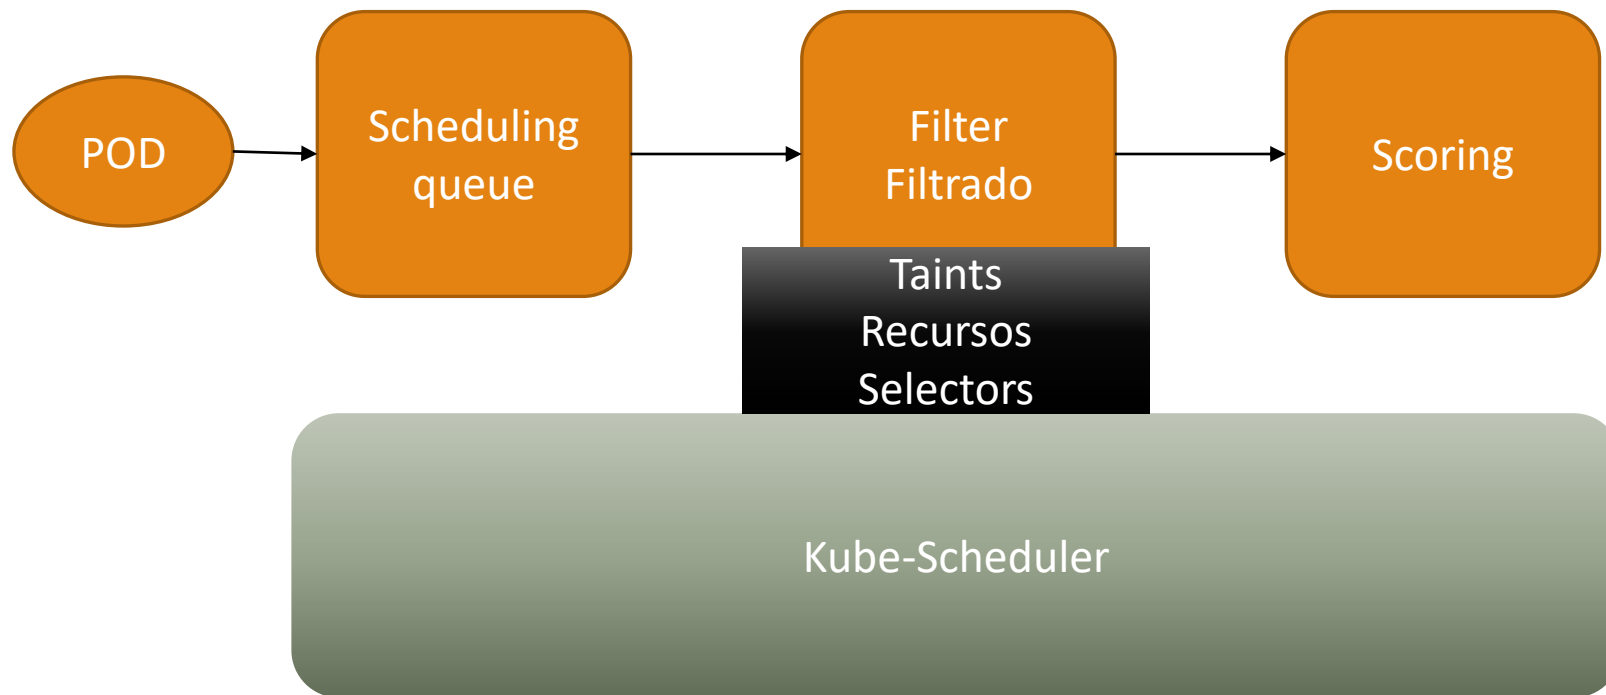 POD
Scheduling
queue
Filter
Filtrado
Scoring
Taints
Recursos
Selectors
Kube-Scheduler